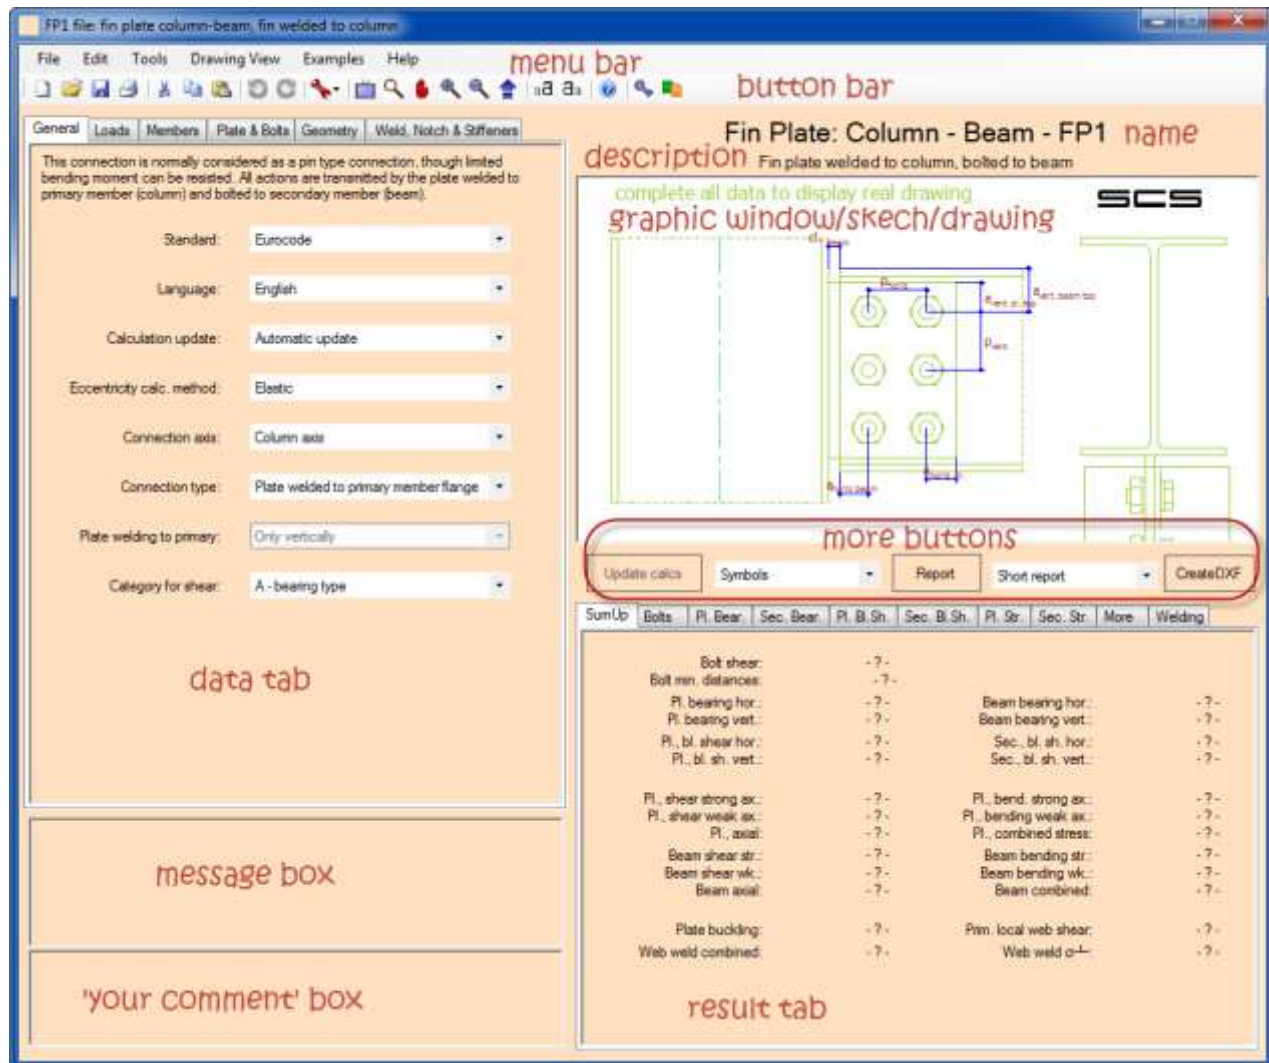 FP1 file: fin plate column-beam, fin welded to column
File Edit Tools Drawing View Examples Help
menu bar
button bar
General Loads Members Plate & Bolts Geometry Weld, Notch & Stiffeners
This connection is normally considered as a pin type connection, though limited
bending moment can be resisted. All actions are transmitted by the plate welded to
primary member (column) and bolted to secondary member (beam).
Standard: Eurocode
Language: English
Calculation update: Automatic update
Eccentricity calc. method: Elastic
Connection axis: Column axis
Connection type: Plate welded to primary member flange
Plate welding to primary: Only vertically
Category for shear: A - bearing type
data tab
message box
'your comment' box
Fin Plate: Column - Beam - FP1
name
description
Fin plate welded to column, bolted to beam
complete all data to display real drawing
SCS
graphic window/skech/drawing
more buttons
Update calcs Symbols Report Short report CreateDXF
SumUp Bolts Pl. Bear. Sec. Bear. Pl. Bl.Sh. Sec. Bl.Sh. Pl. Str. Sec. Str. More Welding
Bolt shear: - ? -
Bolt min. distances: - ? -
Pl. bearing hor.: - ? - Beam bearing hor.: - ? -
Pl. bearing vert.: - ? - Beam bearing vert.: - ? -
Pl., bl. shear hor.: - ? - Sec., bl. sh. hor.: - ? -
Pl., bl. sh. vert.: - ? - Sec., bl. sh. vert.: - ? -
Pl., shear strong ax.: - ? - Pl., bend. strong ax.: - ? -
Pl., shear weak ax.: - ? - Pl., bending weak ax.: - ? -
Pl., axial: - ? - Pl., combined stress: - ? -
Beam shear str.: - ? - Beam bending str.: - ? -
Beam shear wk.: - ? - Beam bending wk.: - ? -
Beam axial: - ? - Beam combined: - ? -
Plate buckling: - ? - Prim. local web shear: - ? -
Web weld combined: - ? - Web weld σ┴: - ? -
result tab